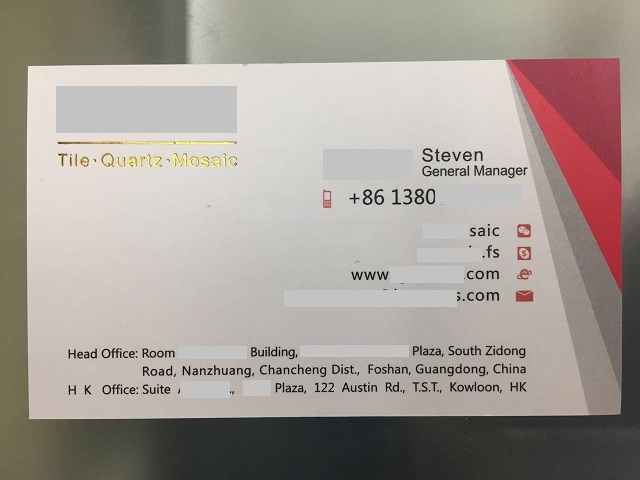 Tile·Quartz·Mosaic
Steven
General Manager
+86 1380
saic
.fs
www .com
s.com
Head Office: Room Building, Plaza, South Zidong
Road, Nanzhuang, Chancheng Dist., Foshan, Guangdong, China
H K Office: Suite A ., Plaza, 122 Austin Rd., T.S.T., Kowloon, HK